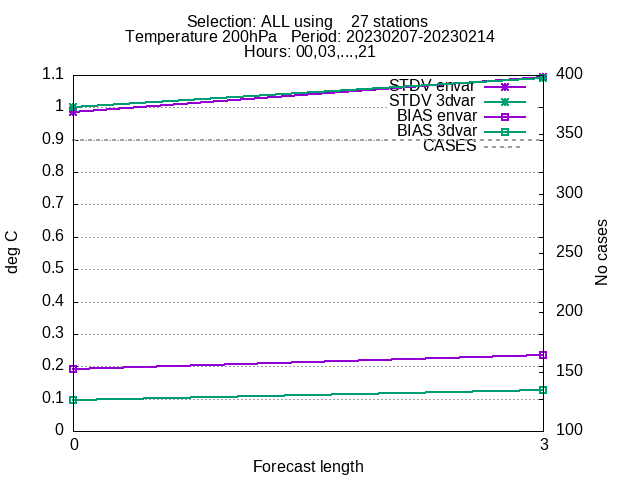 Selection: ALL using    27 stations
Temperature 200hPa   Period: 20230207-20230214
Hours: 00,03,...,21
1.1
1
0.9
0.8
0.7
0.6
0.5
0.4
0.3
0.2
0.1
0
deg C
STDV envar
STDV 3dvar
BIAS envar
BIAS 3dvar
CASES
400
350
300
250
200
150
100
No cases
0
3
Forecast length